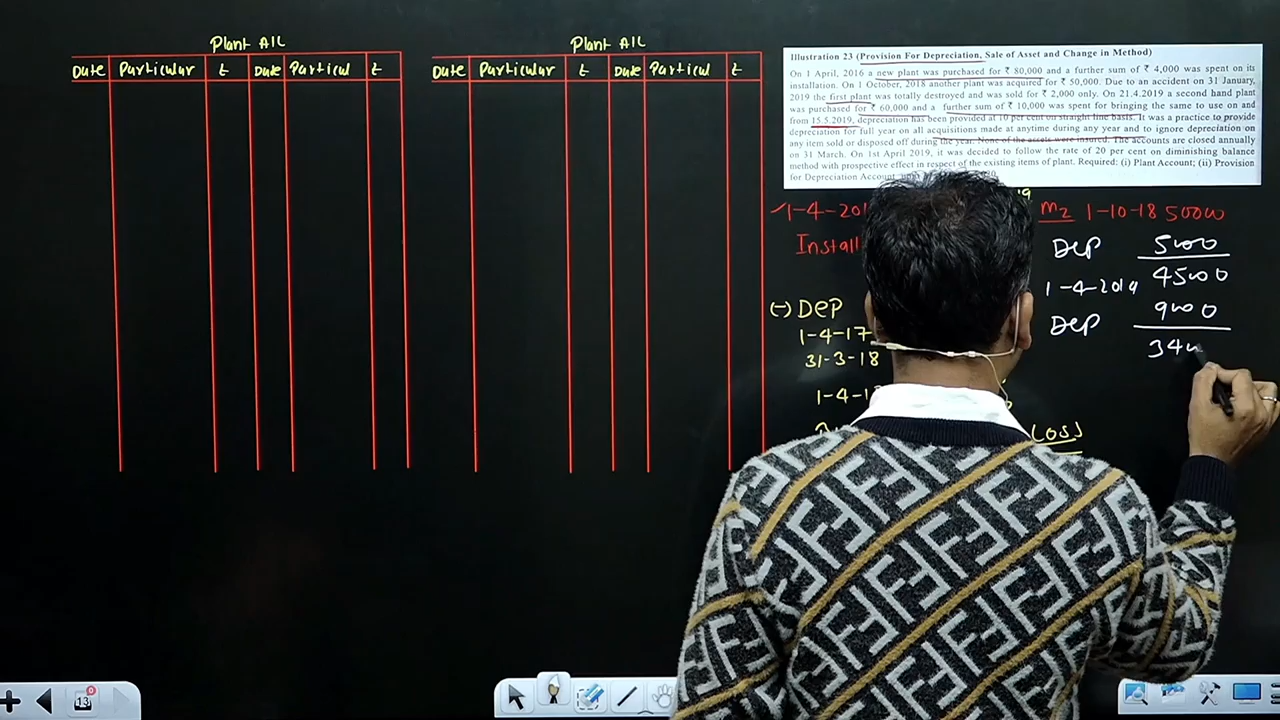 Plant A/c
Date Particular ₹ Date Particul ₹
Plant A/c
Date Particular ₹ Date Particul ₹
Illustration 23 (Provision For Depreciation, Sale of Asset and Change in Method)
On 1 April, 2016 a new plant was purchased for ₹ 80,000 and a further sum of ₹ 4,000 was spent on its
installation. On 1 October, 2018 another plant was acquired for ₹ 50,000. Due to an accident on 31 January,
2019 the first plant was totally destroyed and was sold for ₹ 2,000 only. On 21.4.2019 a second hand plant
was purchased for ₹ 60,000 and a further sum of ₹ 10,000 was spent for bringing the same to use on and
from 15.5.2019, depreciation has been provided at 10 per cent on straight line basis. It was a practice to provide
depreciation for full year on all acquisitions made at anytime during any year and to ignore depreciation on
any item sold or disposed off during the year. None of the assets were insured. The accounts are closed annually
on 31 March. On 1st April 2019, it was decided to follow the rate of 20 per cent on diminishing balance
method with prospective effect in respect of the existing items of plant. Required: (i) Plant Account; (ii) Provision
for Depreciation Account
19
1-4-201
Install
(-) Dep
1-4-17
31-3-18
1-4-1
Loss
M2 1-10-18 50000
Dep 5000
1-4-2019 45000
Dep 9000
340
13
0